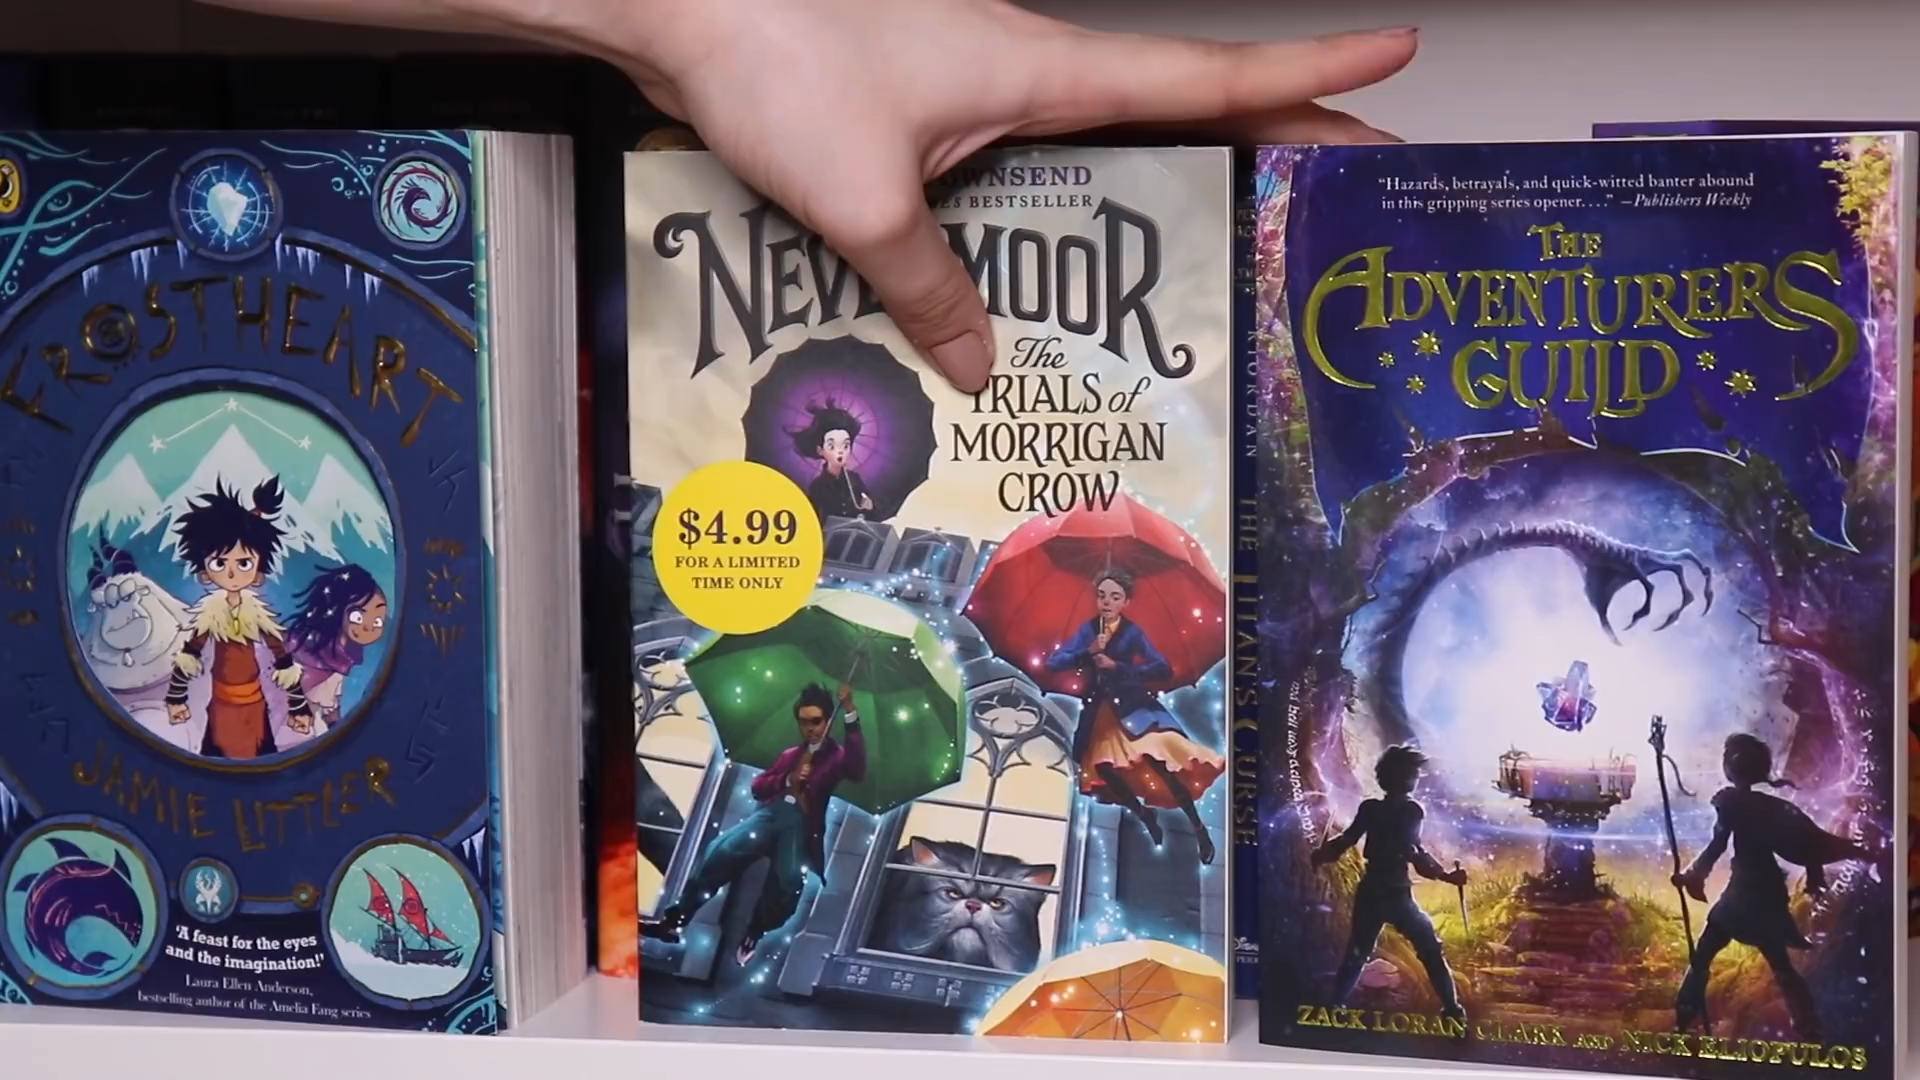 FROSTHEART
JAMIE LITTLER
'A feast for the eyes
and the imagination!'
Laura Ellen Anderson,
bestselling author of the Amelia Fang series
WNSEND
BESTSELLER
NEVE MOOR
The
TRIALS of
MORRIGAN
CROW
$4.99
FOR A LIMITED
TIME ONLY
RIORDAN THE TITANS CURSE
"Hazards, betrayals, and quick-witted banter abound
in this gripping series opener. . . ." —Publishers Weekly
THE
ADVENTURERS
GUILD
ZACK LORAN CLARK AND NICK ELIOPULOS